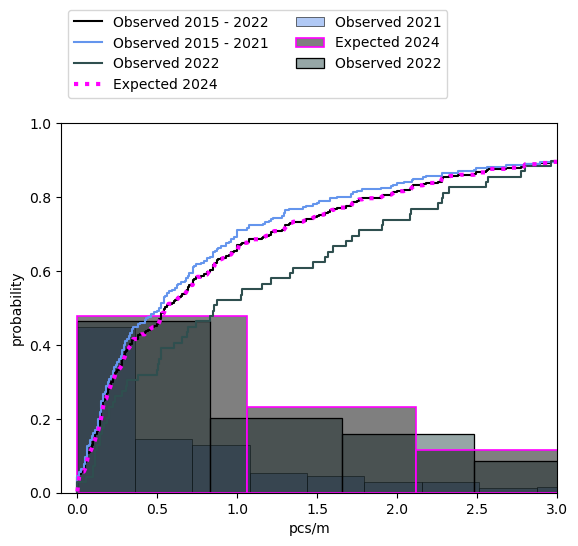 Observed 2015 - 2022
Observed 2015 - 2021
Observed 2022
Expected 2024
Observed 2021
Expected 2024
Observed 2022
1.0
0.8
0.6
0.4
0.2
0.0
probability
0.0 0.5 1.0 1.5 2.0 2.5 3.0
pcs/m